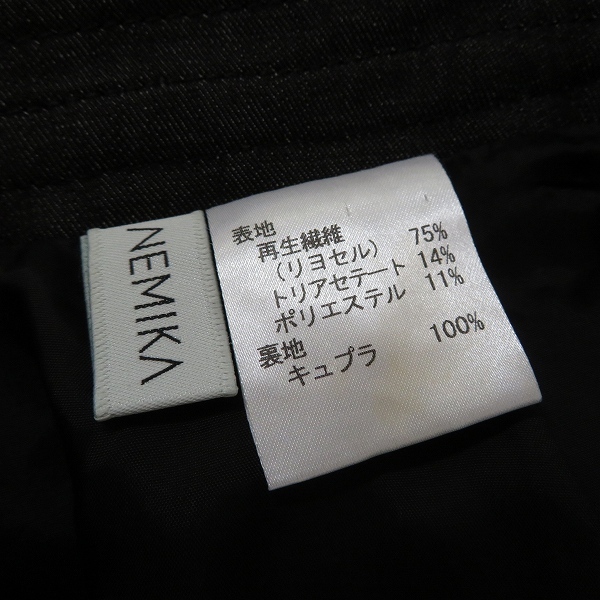 NEMIKA
表地
再生繊維 75%
(リヨセル)
トリアセテート 14%
ポリエステル 11%
裏地
キュプラ 100%